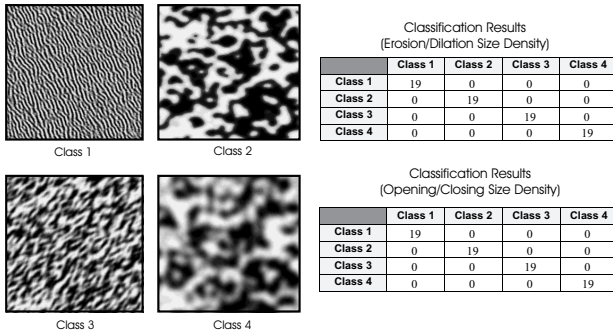 Class 1
Class 2
Class 3
Class 4
Classification Results
(Erosion/Dilation Size Density)
Class 1 Class 2 Class 3 Class 4
Class 1 19 0 0 0
Class 2 0 19 0 0
Class 3 0 0 19 0
Class 4 0 0 0 19
Classification Results
(Opening/Closing Size Density)
Class 1 Class 2 Class 3 Class 4
Class 1 19 0 0 0
Class 2 0 19 0 0
Class 3 0 0 19 0
Class 4 0 0 0 19